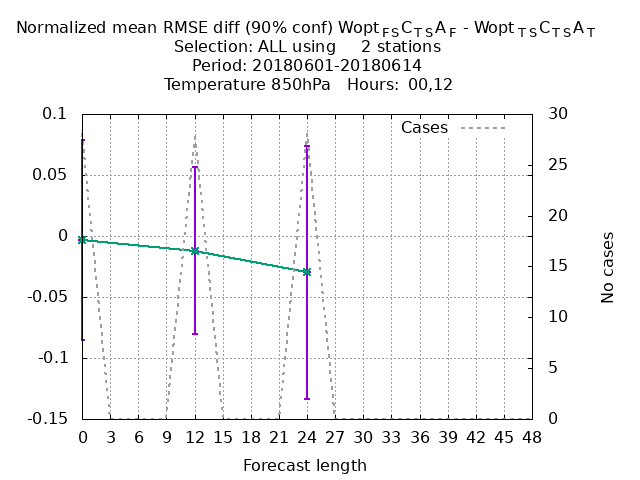 Normalized mean RMSE diff (90% conf) Wopt FS C TS A F - Wopt TS C TS A T
Selection: ALL using 2 stations
Period: 20180601-20180614
Temperature 850hPa Hours: 00,12
Cases
0.1
0.05
0
-0.05
-0.1
-0.15
30
25
20
15
10
5
0
No cases
0 3 6 9 12 15 18 21 24 27 30 33 36 39 42 45 48
Forecast length